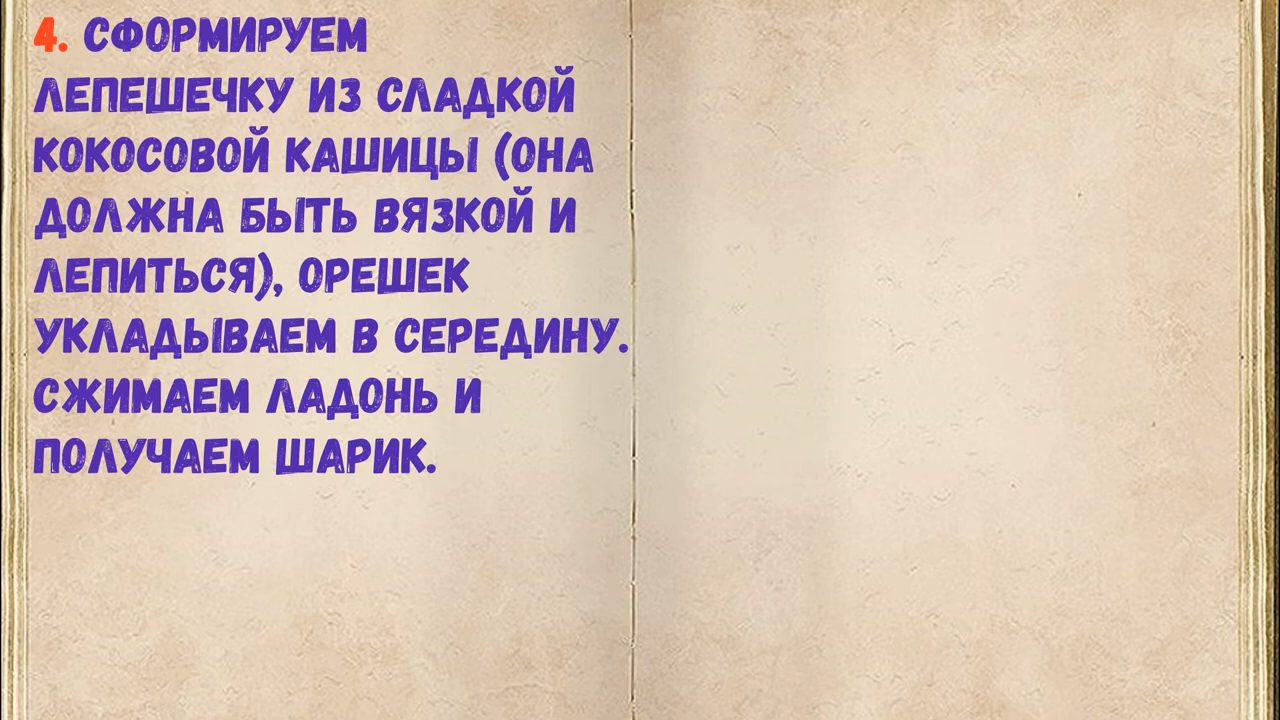 4. СФОРМИРУЕМ
ЛЕПЕШЕЧКУ ИЗ СЛАДКОЙ
КОКОСОВОЙ КАШИЦЫ (ОНА
ДОЛЖНА БЫТЬ ВЯЗКОЙ И
ЛЕПИТЬСЯ), ОРЕШЕК
УКЛАДЫВАЕМ В СЕРЕДИНУ.
СЖИМАЕМ ЛАДОНЬ И
ПОЛУЧАЕМ ШАРИК.